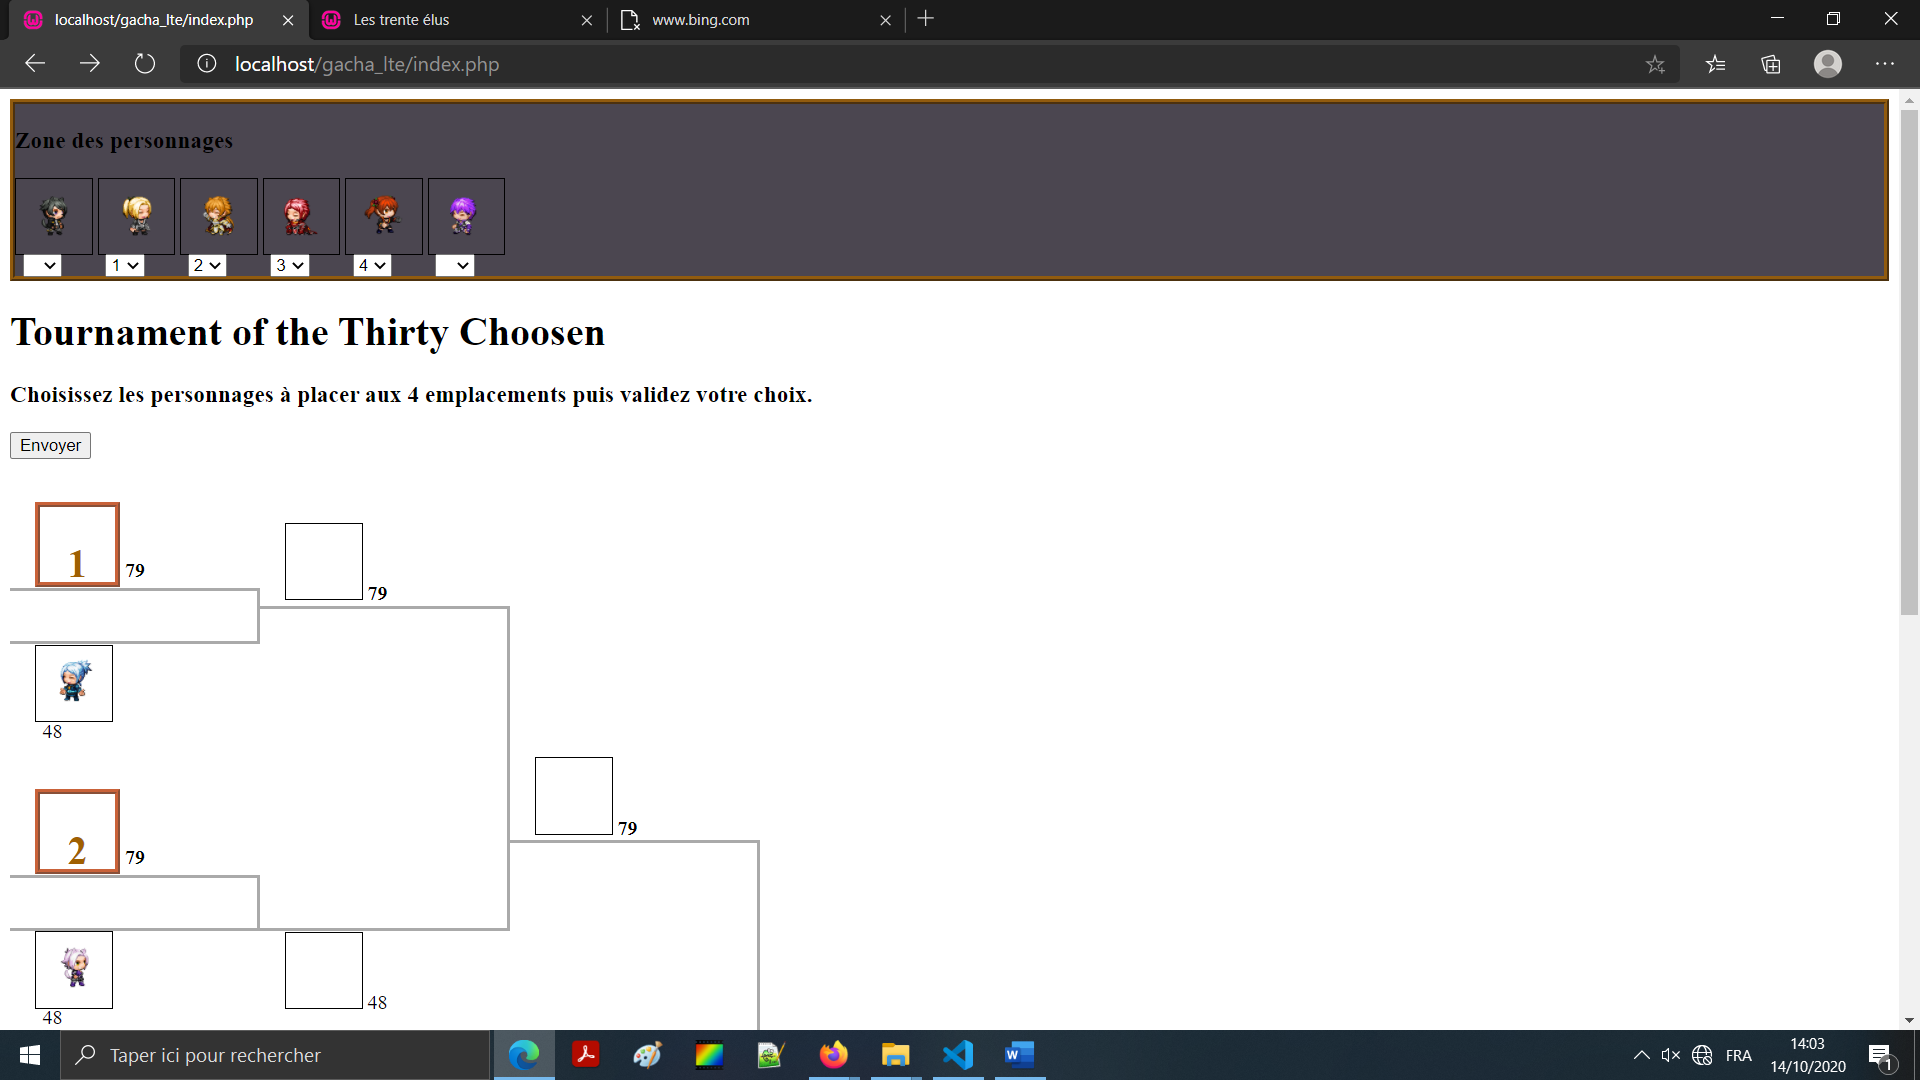 localhost/gacha_lte/index.php
Les trente élus
www.bing.com
localhost/gacha_lte/index.php
Zone des personnages
1 2 3 4
Tournament of the Thirty Choosen
Choisissez les personnages à placer aux 4 emplacements puis validez votre choix.
Envoyer
1 79
79
48
79
2 79
48
48
Taper ici pour rechercher
FRA
14:03
14/10/2020
1